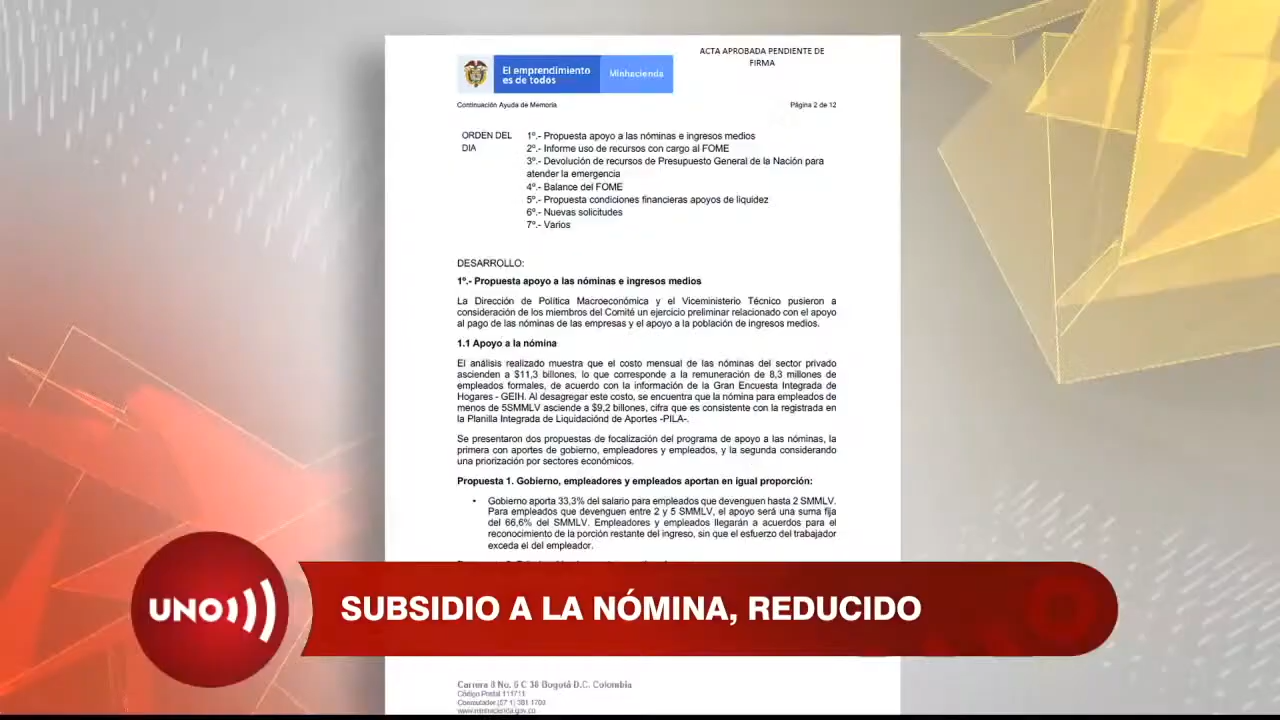 ACTA APROBADA PENDIENTE DE
FIRMA
El emprendimiento
es de todos
Minhacienda
Continuación Ayuda de Memoria
Página 2 de 12
ORDEN DEL
DIA
1º.- Propuesta apoyo a las nóminas e ingresos medios
2º.- Informe uso de recursos con cargo al FOME
3º.- Devolución de recursos de Presupuesto General de la Nación para
atender la emergencia
4º.- Balance del FOME
5º.- Propuesta condiciones financieras apoyos de liquidez
6º.- Nuevas solicitudes
7º.- Varios
DESARROLLO:
1º.- Propuesta apoyo a las nóminas e ingresos medios
La Dirección de Política Macroeconómica y el Viceministerio Técnico pusieron a
consideración de los miembros del Comité un ejercicio preliminar relacionado con el apoyo
al pago de las nóminas de las empresas y el apoyo a la población de ingresos medios.
1.1 Apoyo a la nómina
El análisis realizado muestra que el costo mensual de las nóminas del sector privado
ascienden a $11,3 billones, lo que corresponde a la remuneración de 8,3 millones de
empleados formales, de acuerdo con la información de la Gran Encuesta Integrada de
Hogares - GEIH. Al desagregar este costo, se encuentra que la nómina para empleados de
menos de 5SMMLV asciende a $9,2 billones, cifra que es consistente con la registrada en
la Planilla Integrada de Liquidaciónd de Aportes -PILA-.
Se presentaron dos propuestas de focalización del programa de apoyo a las nóminas, la
primera con aportes de gobierno, empleadores y empleados, y la segunda considerando
una priorización por sectores económicos.
Propuesta 1. Gobierno, empleadores y empleados aportan en igual proporción:
• Gobierno aporta 33,3% del salario para empleados que devenguen hasta 2 SMMLV.
Para empleados que devenguen entre 2 y 5 SMMLV, el apoyo será una suma fija
del 66,6% del SMMLV. Empleadores y empleados llegarán a acuerdos para el
reconocimiento de la porción restante del ingreso, sin que el esfuerzo del trabajador
exceda el del empleador.
UNO
SUBSIDIO A LA NÓMINA, REDUCIDO
Carrera 8 No. 6 C 38 Bogotá D.C. Colombia
Código Postal 111711
Conmutador (57 1) 381 1700
www.minhacienda.gov.co